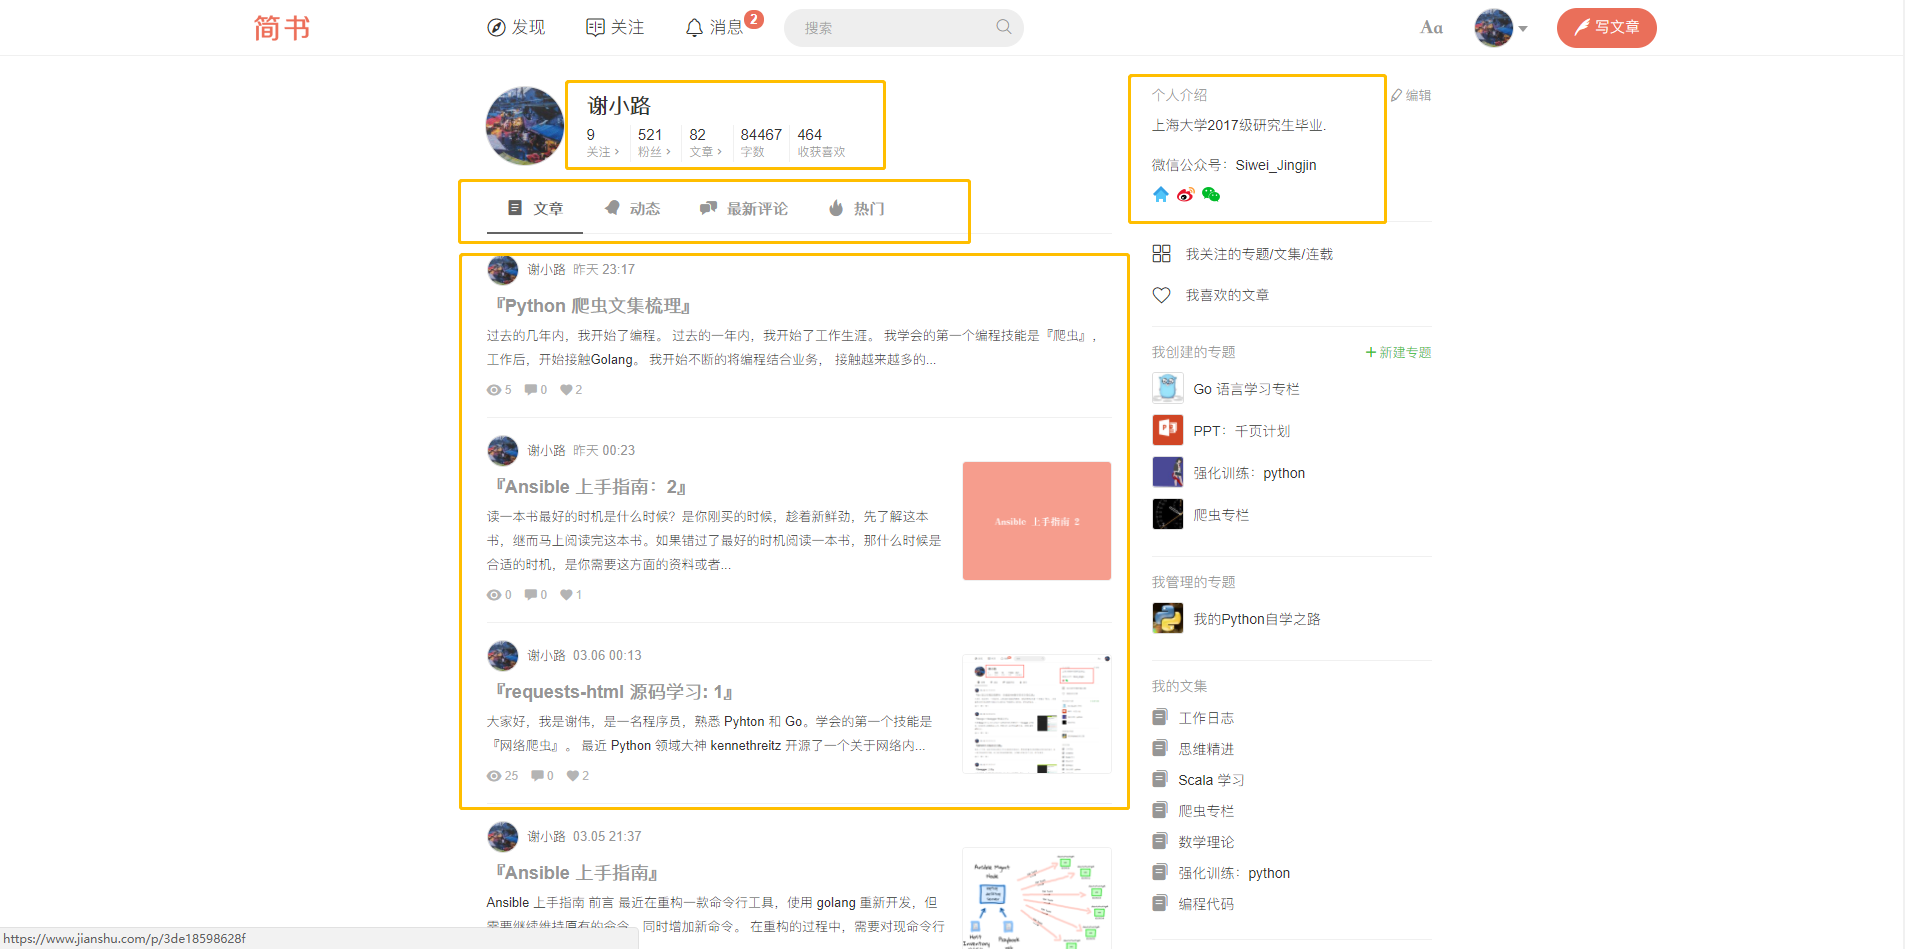 简书
发现
关注
消息
2
搜索
Aa
写文章
谢小路
9 521 82 84467 464
关注 粉丝 文章 字数 收获喜欢
文章 动态 最新评论 热门
谢小路 昨天 23:17
『Python 爬虫文集梳理』
过去的几年内，我开始了编程。 过去的一年内，我开始了工作生涯。 我学会的第一个编程技能是『爬虫』，
工作后，开始接触Golang。 我开始不断的将编程结合业务， 接触越来越多的...
5 0 2
谢小路 昨天 00:23
『Ansible 上手指南：2』
读一本书最好的时机是什么时候？是你刚买的时候，趁着新鲜劲，先了解这本
书，继而马上阅读完这本书。如果错过了最好的时机阅读一本书，那什么时候是
合适的时机，是你需要这方面的资料或者...
0 0 1
Ansible 上手指南 2
谢小路 03.06 00:13
『requests-html 源码学习: 1』
大家好，我是谢伟，是一名程序员，熟悉 Pyhton 和 Go。学会的第一个技能是
『网络爬虫』。 最近 Python 领域大神 kennethreitz 开源了一个关于网络内...
25 0 2
谢小路 03.05 21:37
『Ansible 上手指南』
Ansible 上手指南 前言 最近在重构一款命令行工具，使用 golang 重新开发，但
需要继续维持原有的命令，同时增加新命令。 在重构的过程中，需要对现命令行
Ansible Mgmt
Node
Host
Inventory
Playbook
https://www.jianshu.com/p/3de18598628f
个人介绍
编辑
上海大学2017级研究生毕业.
微信公众号：Siwei_Jingjin
我关注的专题/文集/连载
我喜欢的文章
我创建的专题
+ 新建专题
Go 语言学习专栏
PPT：千页计划
强化训练：python
爬虫专栏
我管理的专题
我的Python自学之路
我的文集
工作日志
思维精进
Scala 学习
爬虫专栏
数学理论
强化训练：python
编程代码